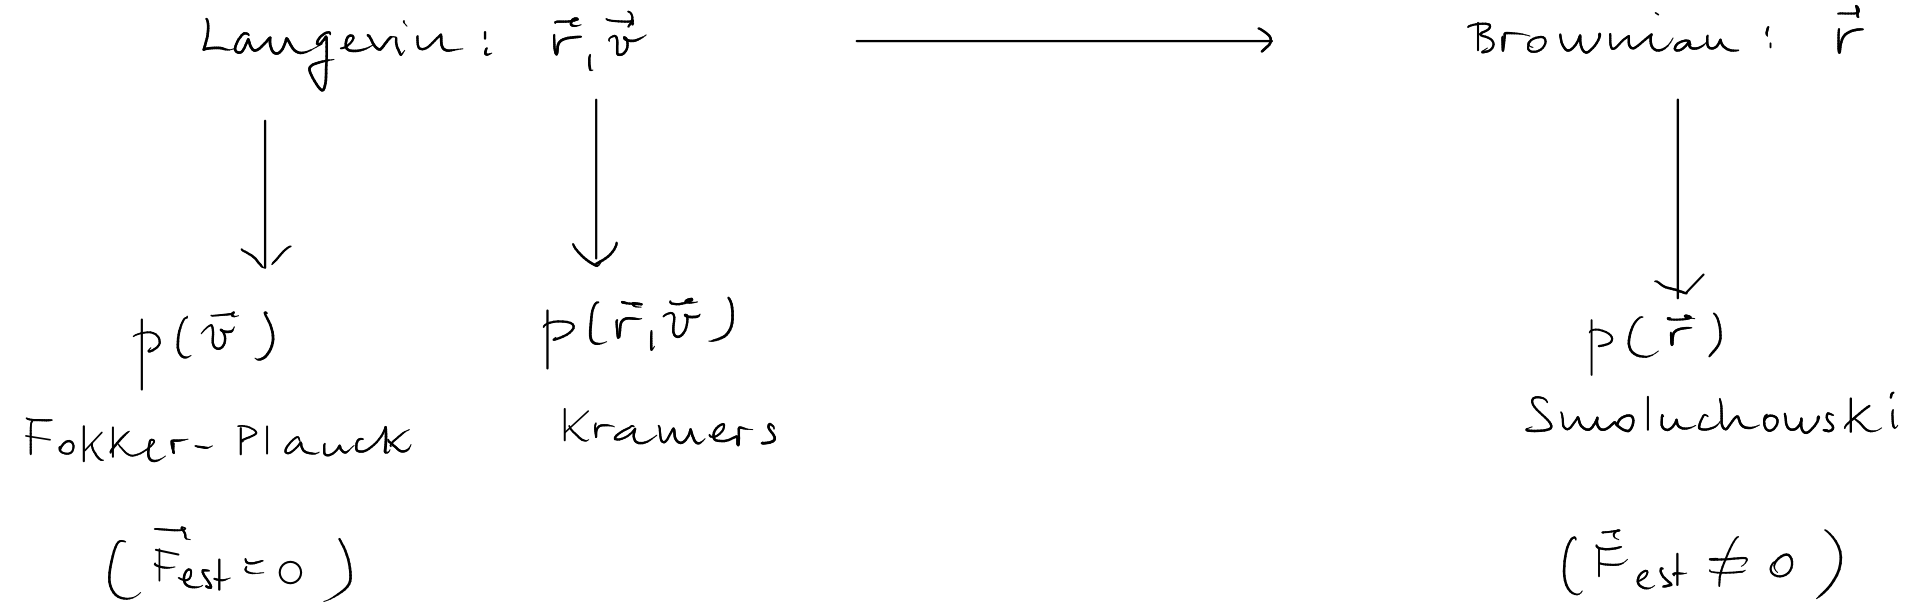 Langevin: r⃗, v⃗ → Brownian: r⃗
p(v⃗) p(r⃗, v⃗) p(r⃗)
Fokker-Planck Kramers Smoluchowski
(F⃗est = 0) (F⃗est ≠ 0)